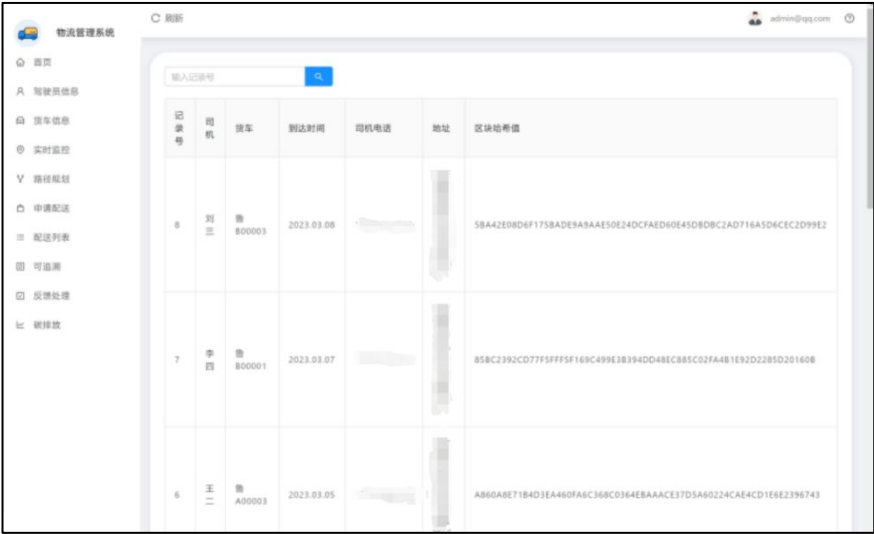 物流管理系统
刷新
admin@qq.com
首页
驾驶员信息
货车信息
实时监控
路径规划
申请配送
配送列表
可追溯
反馈处理
碳排放
输入记录号
记录号 司机 货车 到达时间 司机电话 地址 区块哈希值
8 刘三 鲁B00003 2023.03.08 5BA42E08D6F175BADE9A9AAE50E24DCFAED60E45DBDBC2AD716A5D6CEC2D99E2
7 李四 鲁B00001 2023.03.07 85BC2392CD77F5FFF5F169C499E3B394DD48EC885C02FA4B1E92D2285D20160B
6 王二 鲁A00003 2023.03.05 A860A8E71B4D3EA460FA6C368C0364EBAAACE37D5A60224CAE4CD1E6E2396743